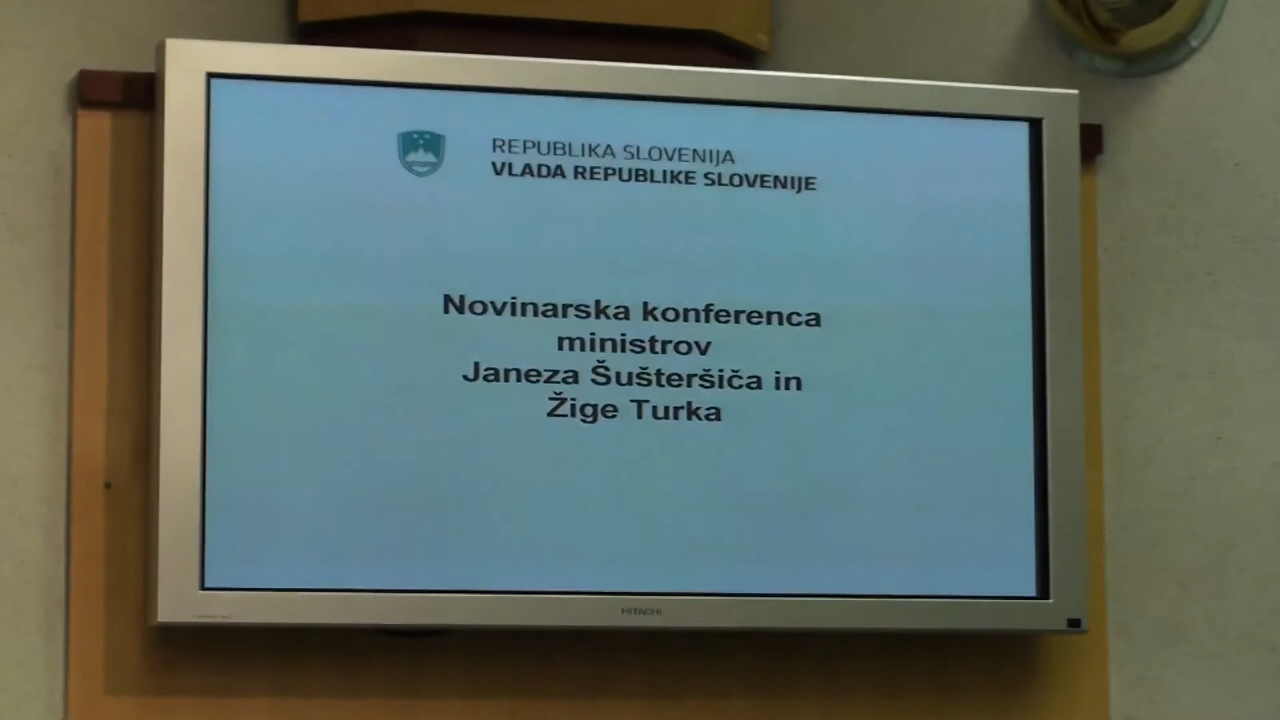 REPUBLIKA SLOVENIJA
VLADA REPUBLIKE SLOVENIJE
Novinarska konferenca
ministrov
Janeza Šušteršiča in
Žige Turka
HITACHI